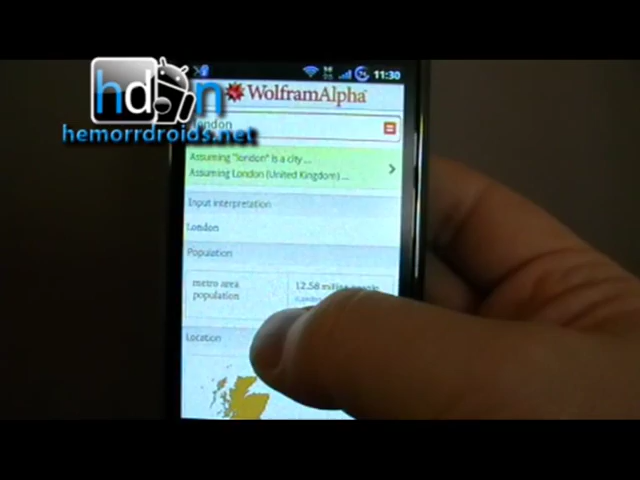 hdon
hemorrdroids.net
11:30
WolframAlpha
london
Assuming "london" is a city ...
Assuming London (United Kingdom) ...
Input interpretation
London
Population
metro area
population
12.58 million people
Location